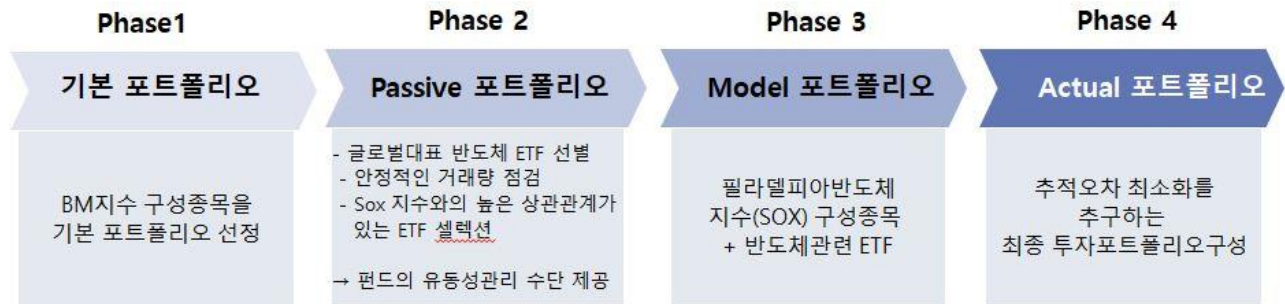 Phase1
기본 포트폴리오
BM지수 구성종목을
기본 포트폴리오 선정
Phase 2
Passive 포트폴리오
- 글로벌대표 반도체 ETF 선별
- 안정적인 거래량 점검
- Sox 지수와의 높은 상관관계가
있는 ETF 셀렉션
→ 펀드의 유동성관리 수단 제공
Phase 3
Model 포트폴리오
필라델피아반도체
지수(SOX) 구성종목
+ 반도체관련 ETF
Phase 4
Actual 포트폴리오
추적오차 최소화를
추구하는
최종 투자포트폴리오구성